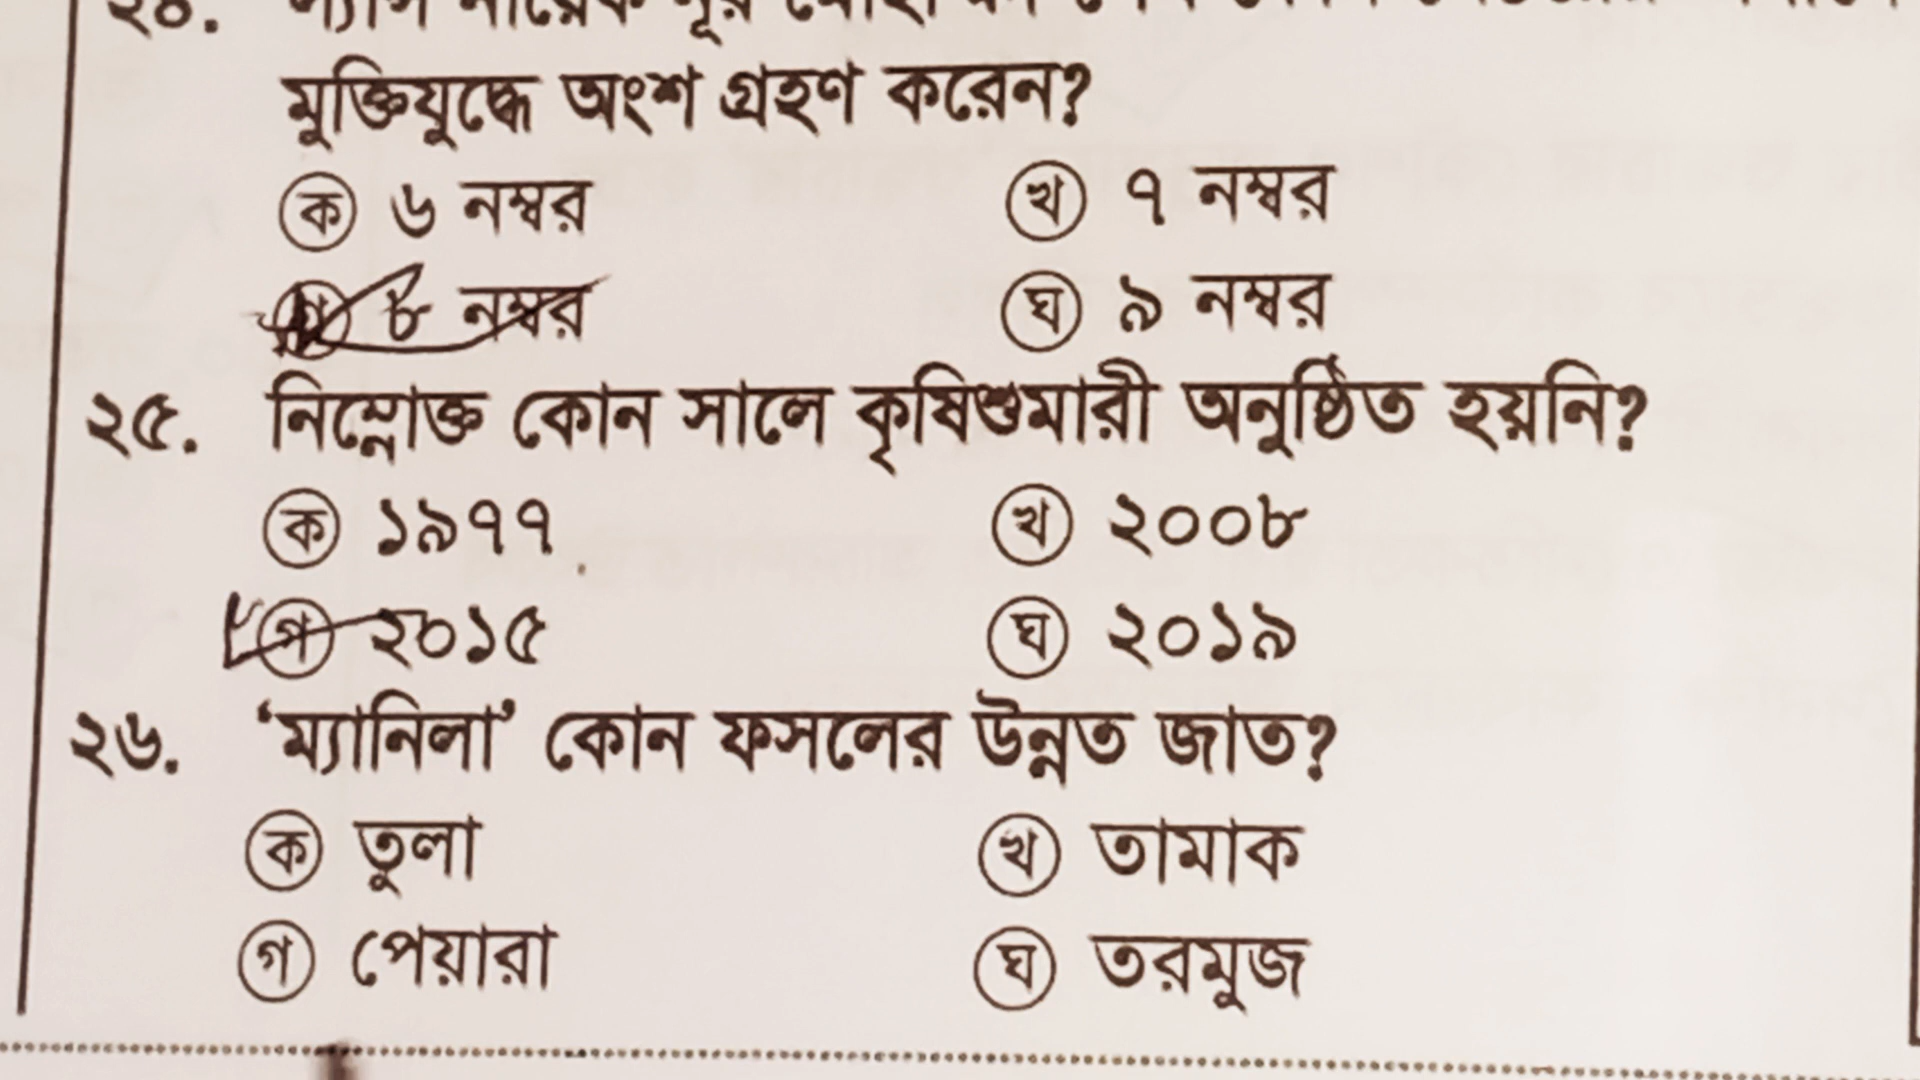 ২৪.
মুক্তিযুদ্ধে অংশ গ্রহণ করেন?
ক ৬ নম্বর খ ৭ নম্বর
গ ৮ নম্বর ঘ ৯ নম্বর
২৫. নিম্নোক্ত কোন সালে কৃষিশুমারী অনুষ্ঠিত হয়নি?
ক ১৯৭৭ খ ২০০৮
গ ২০১৫ ঘ ২০১৯
২৬. ‘ম্যানিলা’ কোন ফসলের উন্নত জাত?
ক তুলা খ তামাক
গ পেয়ারা ঘ তরমুজ